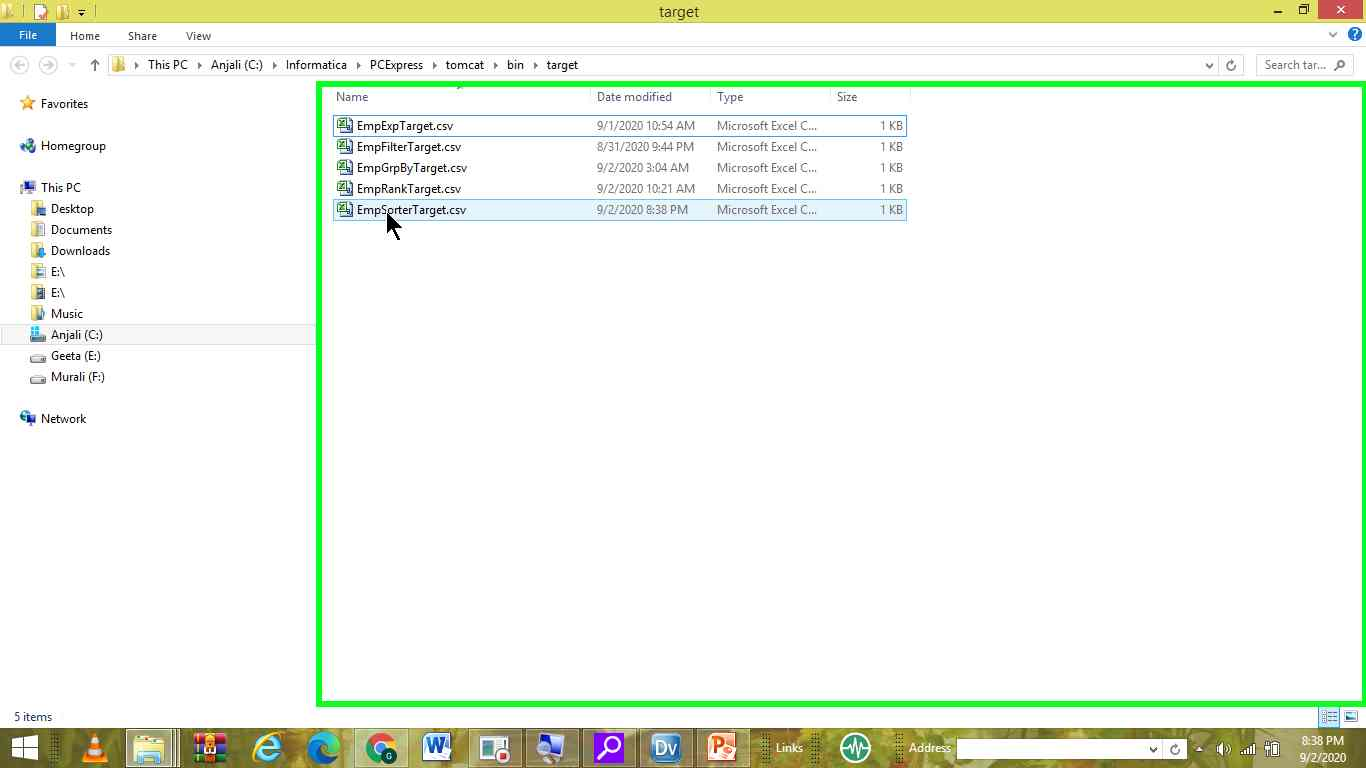 target
File Home Share View
This PC Anjali (C:) Informatica PCExpress tomcat bin target Search tar...
Favorites
Homegroup
This PC
Desktop
Documents
Downloads
E:\
E:\
Music
Anjali (C:)
Geeta (E:)
Murali (F:)
Network
Name Date modified Type Size
EmpExpTarget.csv 9/1/2020 10:54 AM Microsoft Excel C... 1 KB
EmpFilterTarget.csv 8/31/2020 9:44 PM Microsoft Excel C... 1 KB
EmpGrpByTarget.csv 9/2/2020 3:04 AM Microsoft Excel C... 1 KB
EmpRankTarget.csv 9/2/2020 10:21 AM Microsoft Excel C... 1 KB
EmpSorterTarget.csv 9/2/2020 8:38 PM Microsoft Excel C... 1 KB
5 items
Links Address 8:38 PM
9/2/2020